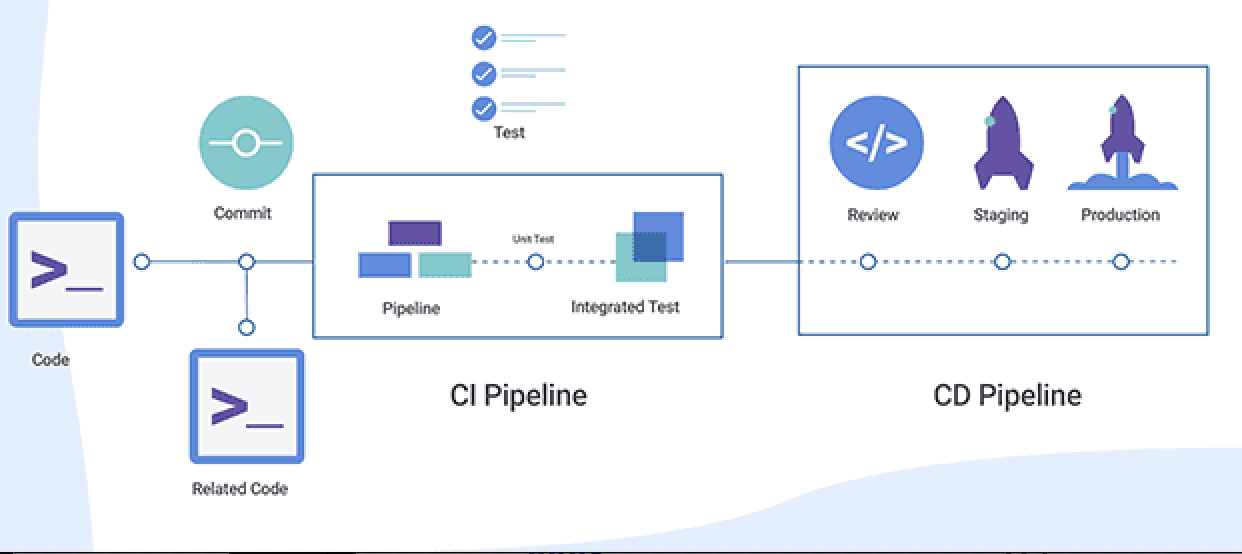 Test
Commit
Code
Related Code
Unit Test
Pipeline
Integrated Test
CI Pipeline
</>
Review
Staging
Production
CD Pipeline